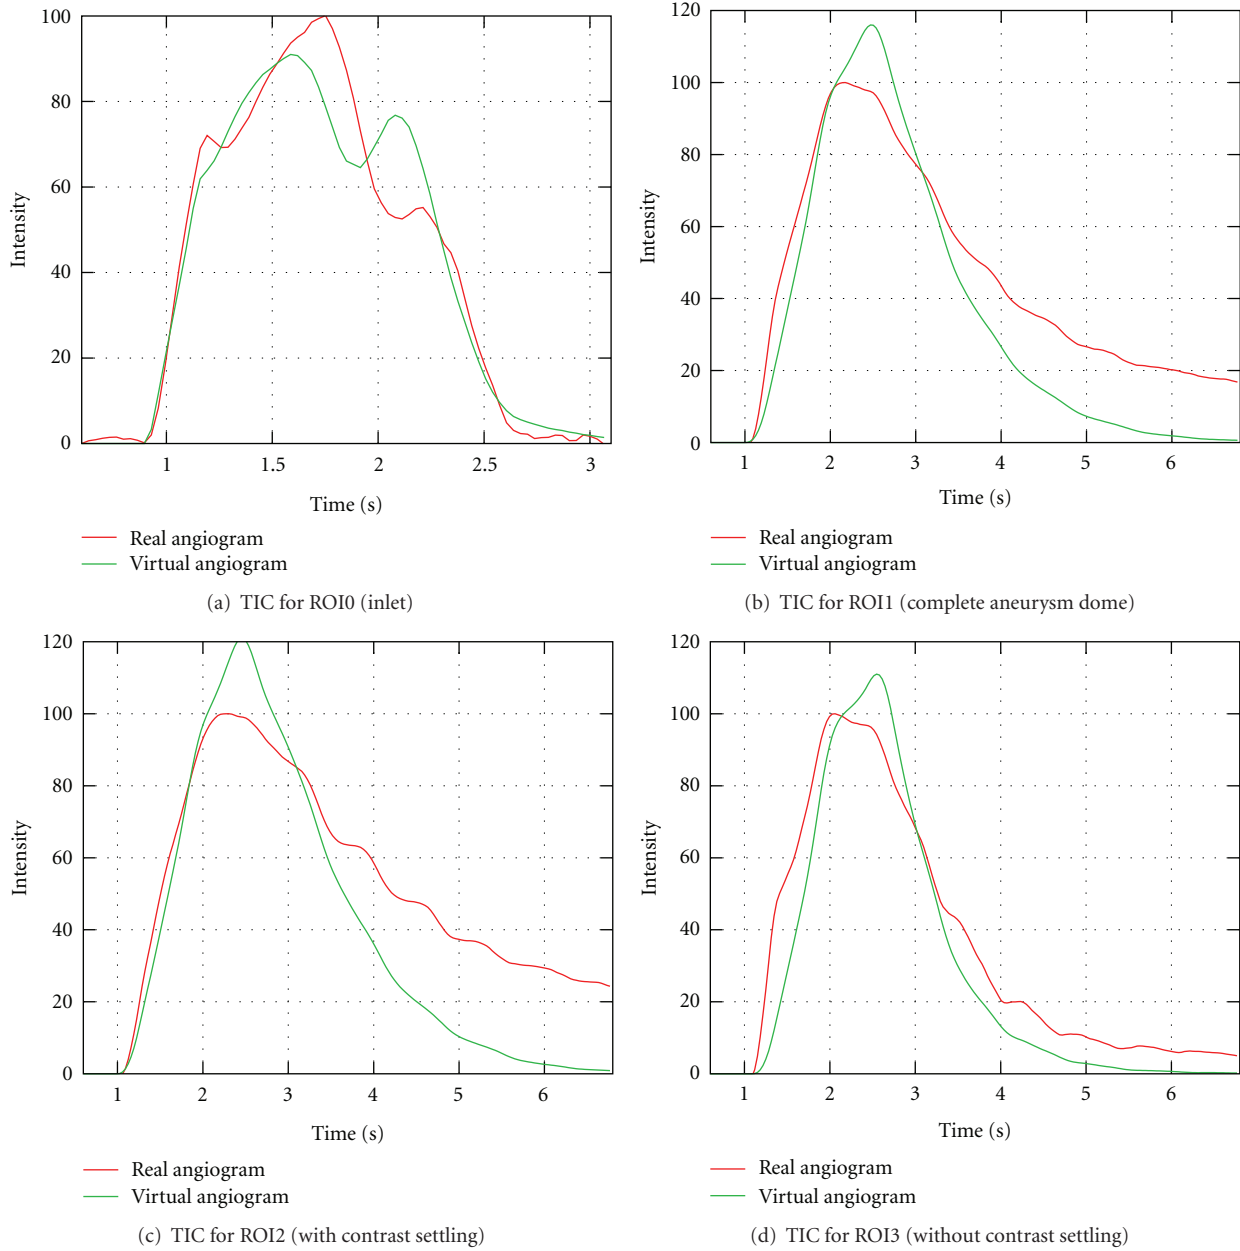 100
80
60
40
20
0
Intensity
1
1.5
2
2.5
3
Time (s)
Real angiogram
Virtual angiogram
(a) TIC for ROI0 (inlet)
120
100
80
60
40
20
0
Intensity
1
2
3
4
5
6
Time (s)
Real angiogram
Virtual angiogram
(b) TIC for ROI1 (complete aneurysm dome)
120
100
80
60
40
20
0
Intensity
1
2
3
4
5
6
Time (s)
Real angiogram
Virtual angiogram
(c) TIC for ROI2 (with contrast settling)
120
100
80
60
40
20
0
Intensity
1
2
3
4
5
6
Time (s)
Real angiogram
Virtual angiogram
(d) TIC for ROI3 (without contrast settling)